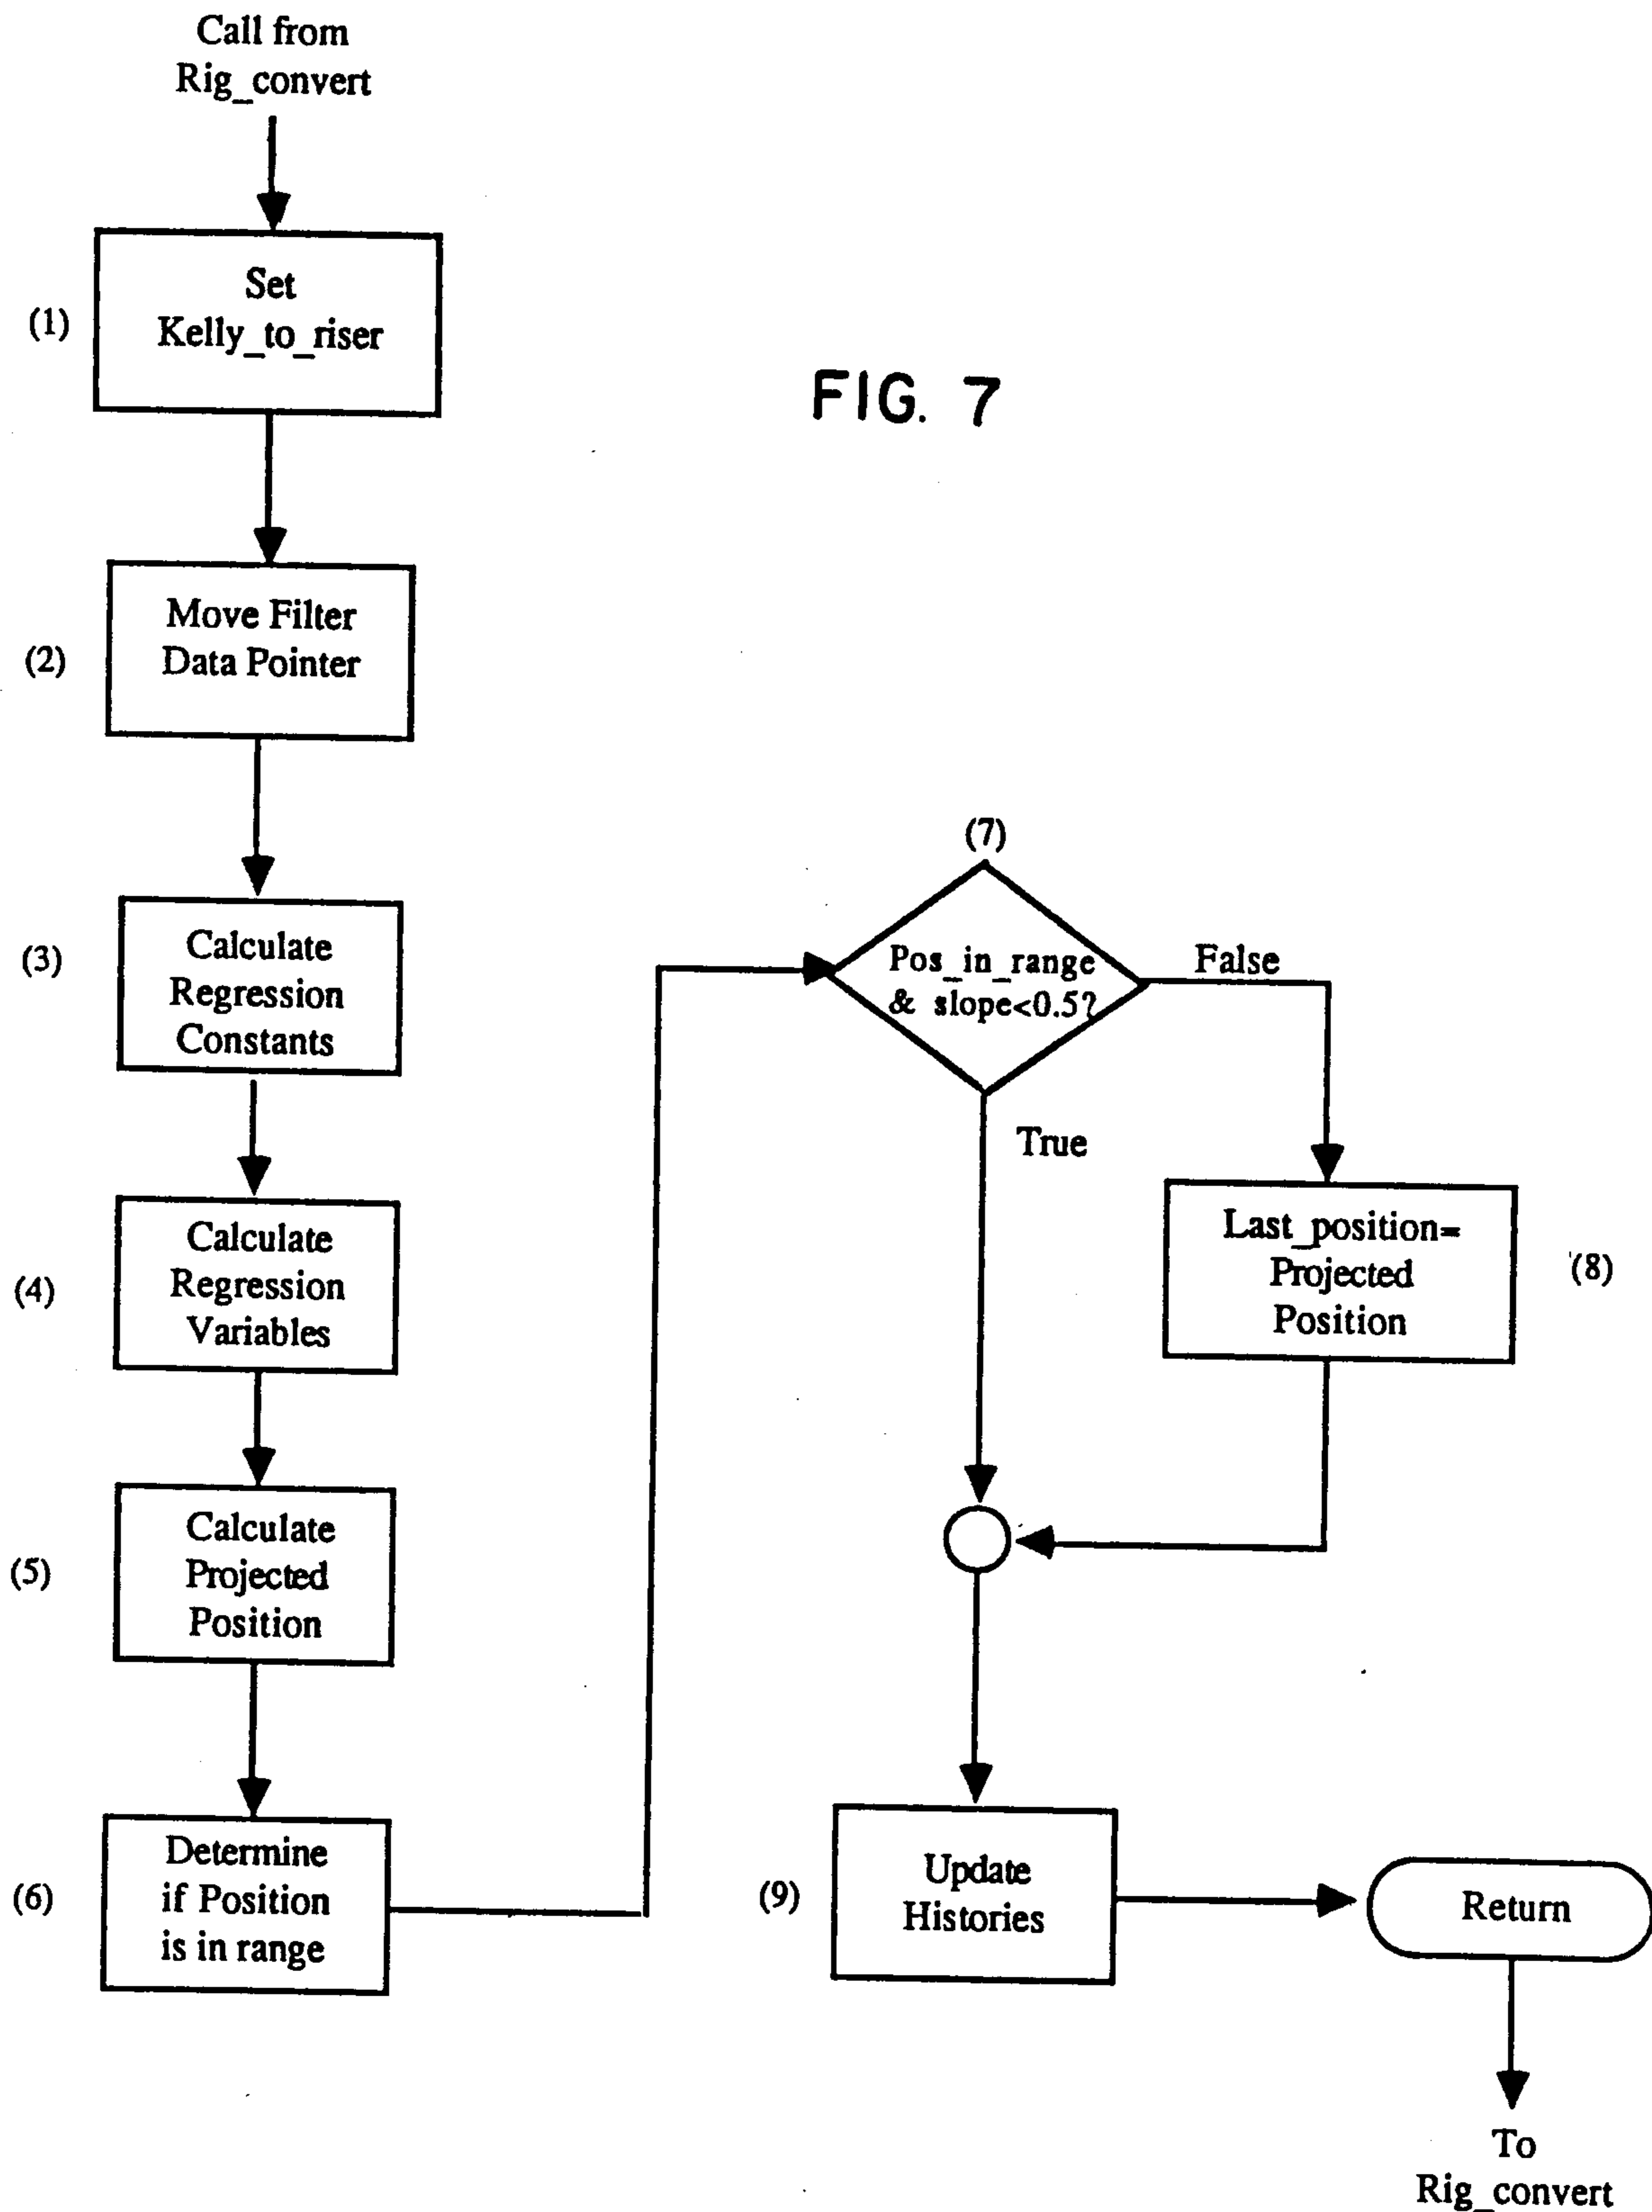 Call from
Rig_convert
(1)
Set
Kelly_to_riser
FIG. 7
(2)
Move Filter
Data Pointer
(3)
Calculate
Regression
Constants
(4)
Calculate
Regression
Variables
(5)
Calculate
Projected
Position
(6)
Determine
if Position
is in range
(7)
Pos_in_range
& slope<0.5?
False
True
Last_position=
Projected
Position
(8)
(9)
Update
Histories
Return
To
Rig_convert